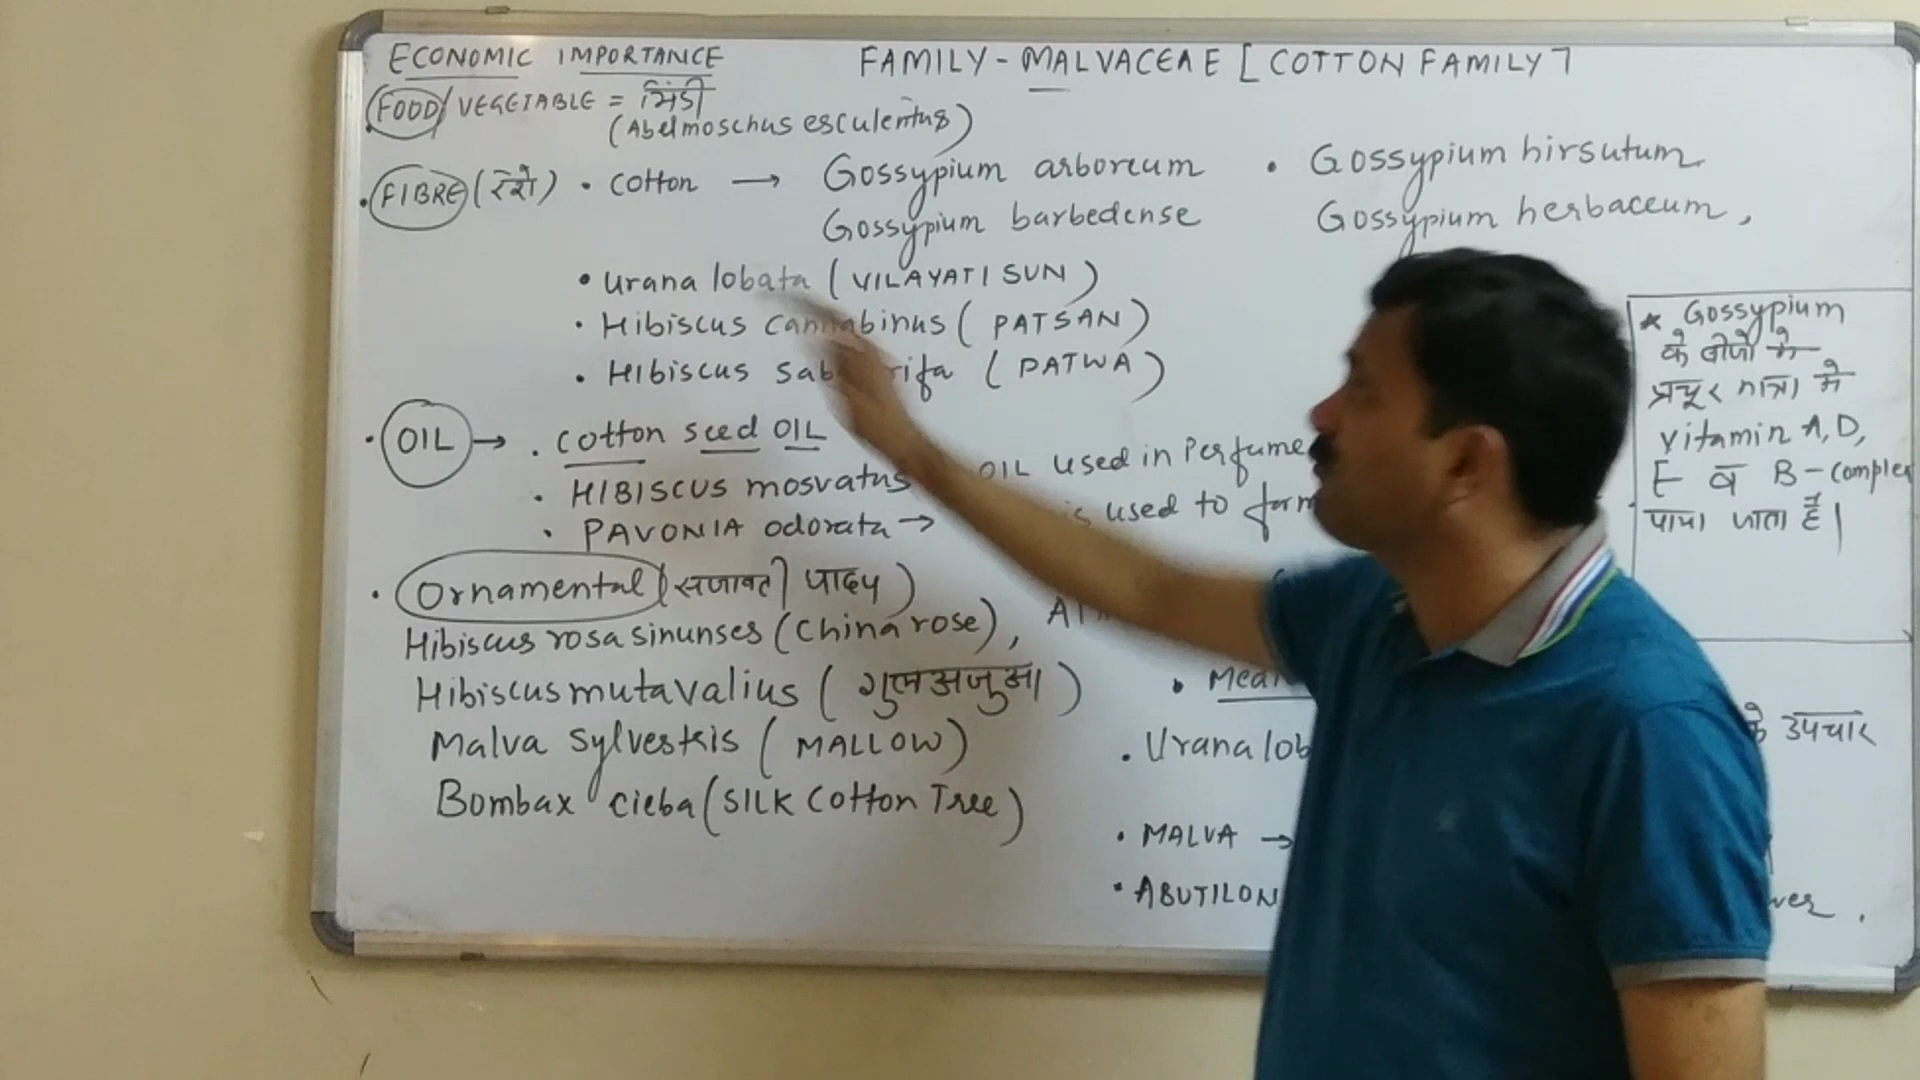 ECONOMIC IMPORTANCE
FAMILY - MALVACEAE [COTTON FAMILY]
FOOD/VEGETABLE = भिंडी
(Abelmoschus esculentus)
• FIBRE (रेशे) • Cotton → Gossypium arboreum • Gossypium hirsutum
Gossypium barbedense Gossypium herbaceum,
• Urana lobata (VILAYATI SUN)
• Hibiscus cannabinus (PATSAN)
• HIbiscus (PATWA)
• OIL → • Cotton seed OIL
• HIBISCUS mosvatus OIL used in Perfume
• PAVONIA odorata → is used to form
• Ornamental (सजावटी पादप)
Hibiscus rosa sinunses (China rose),
Hibiscus mutavalius (गुलअजुबा)
Malva sylvestris (MALLOW)
Bombax cieba (SILK Cotton Tree)
* Gossypium
के बीजो मे
प्रचूर मात्रा मे
Vitamin A, D,
E व B-complex
पाया जाता है।
• Urana lob के उपचार
• MALVA →
• ABUTILON